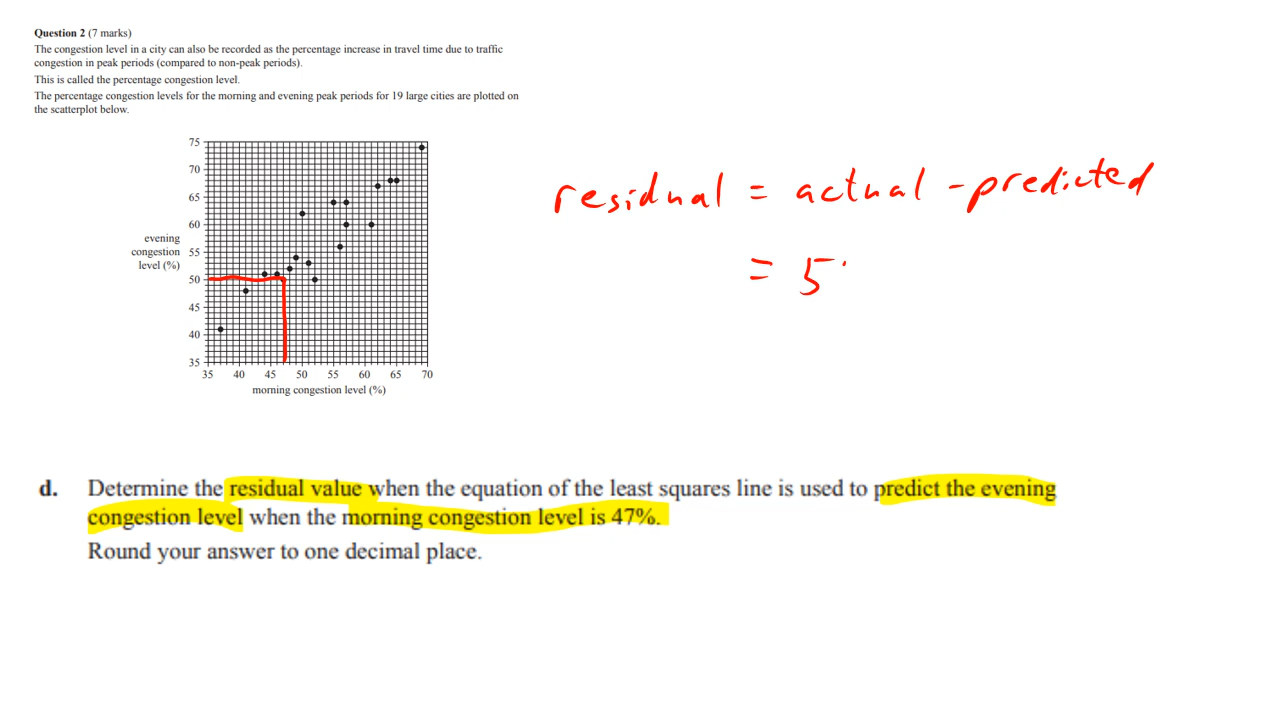 Question 2 (7 marks)
The congestion level in a city can also be recorded as the percentage increase in travel time due to traffic
congestion in peak periods (compared to non-peak periods).
This is called the percentage congestion level.
The percentage congestion levels for the morning and evening peak periods for 19 large cities are plotted on
the scatterplot below.
75
70
65
60
55
50
45
40
35
evening
congestion
level (%)
35 40 45 50 55 60 65 70
morning congestion level (%)
residual = actual - predicted
= 5
d. Determine the residual value when the equation of the least squares line is used to predict the evening
congestion level when the morning congestion level is 47%.
Round your answer to one decimal place.